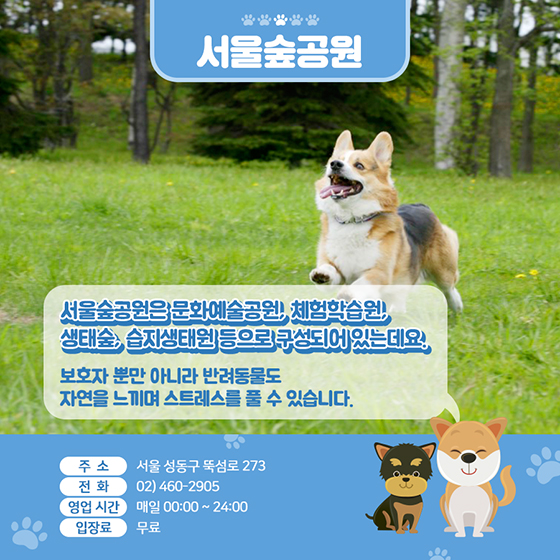 서울숲공원
서울숲공원은 문화예술공원, 체험학습원,
생태숲, 습지생태원 등으로 구성되어 있는데요.
보호자 뿐만 아니라 반려동물도
자연을 느끼며 스트레스를 풀 수 있습니다.
주 소 서울 성동구 뚝섬로 273
전 화 02) 460-2905
영업 시간 매일 00:00 ~ 24:00
입장료 무료